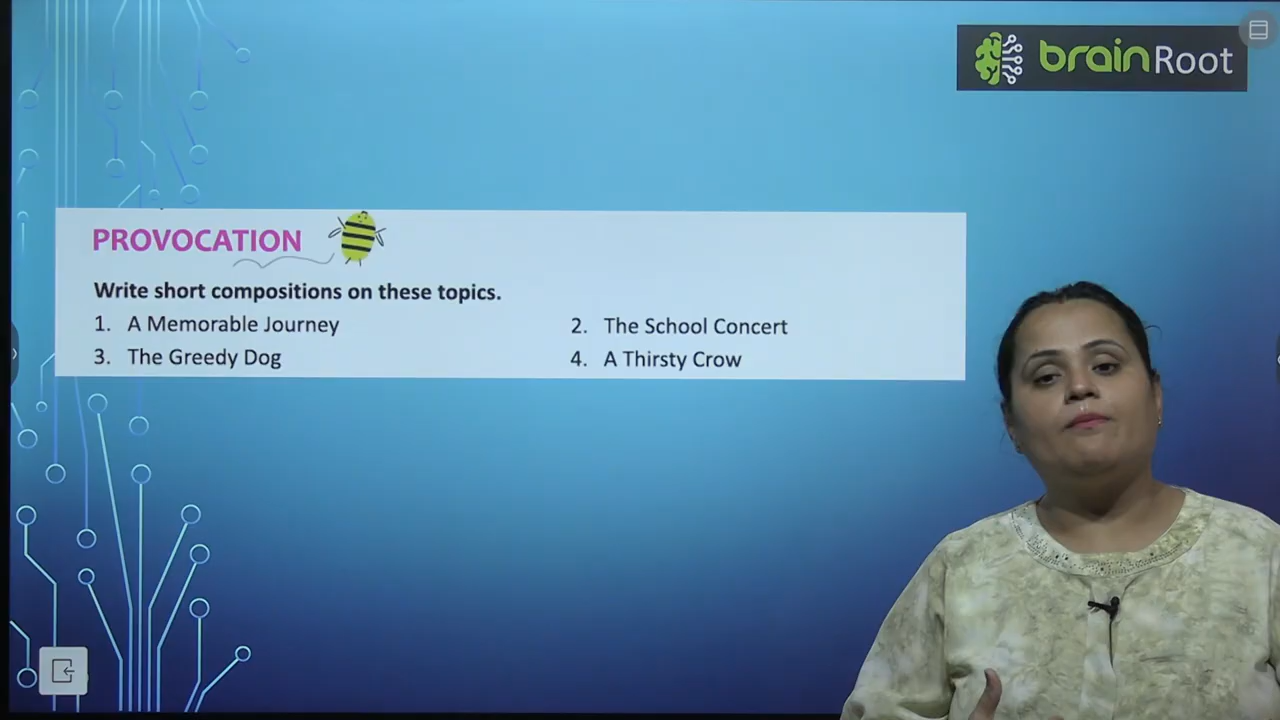 brainRoot
PROVOCATION
Write short compositions on these topics.
1. A Memorable Journey
2. The School Concert
3. The Greedy Dog
4. A Thirsty Crow